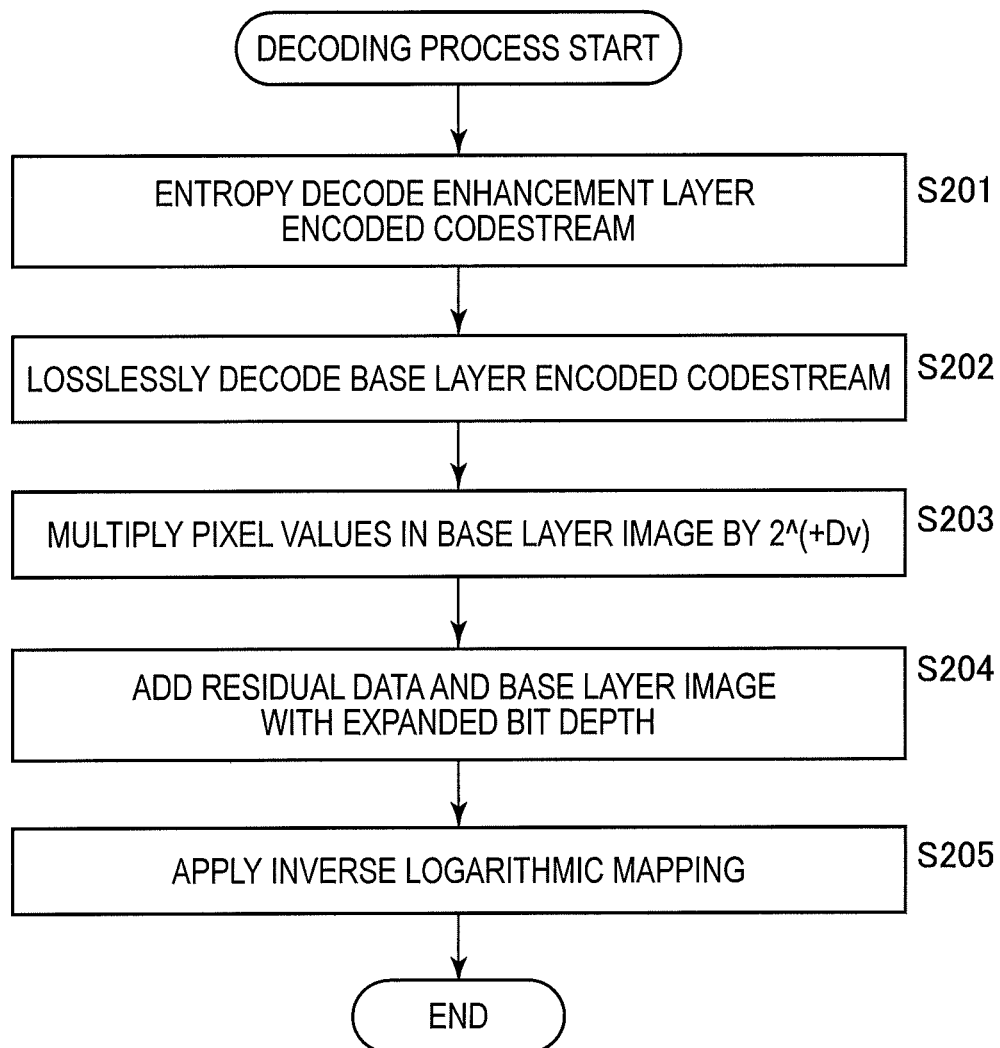 DECODING PROCESS START
ENTROPY DECODE ENHANCEMENT LAYER
ENCODED CODESTREAM
S201
LOSSLESSLY DECODE BASE LAYER ENCODED CODESTREAM
S202
MULTIPLY PIXEL VALUES IN BASE LAYER IMAGE BY 2^(+Dv)
S203
ADD RESIDUAL DATA AND BASE LAYER IMAGE
WITH EXPANDED BIT DEPTH
S204
APPLY INVERSE LOGARITHMIC MAPPING
S205
END